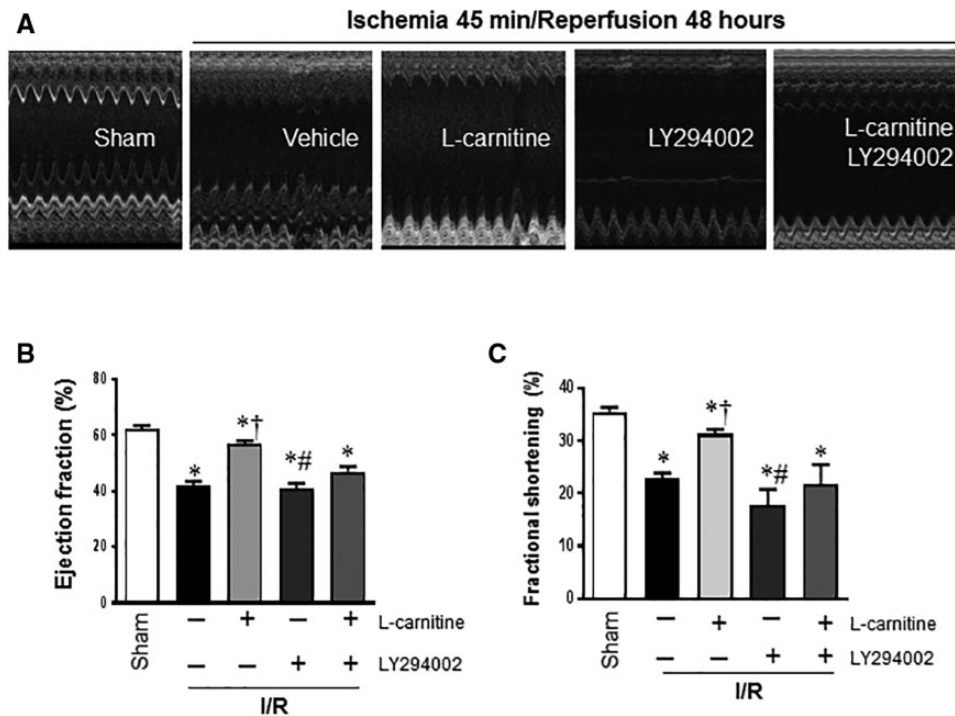 A
Ischemia 45 min/Reperfusion 48 hours
Sham
Vehicle
L-carnitine
LY294002
L-carnitine
LY294002
B
Ejection fraction (%)
80
60
40
20
0
*
*†
*#
*
Sham
− + − + L-carnitine
− − + + LY294002
I/R
C
Fractional shortening (%)
40
30
20
10
0
*
*†
*#
*
Sham
− + − + L-carnitine
− − + + LY294002
I/R